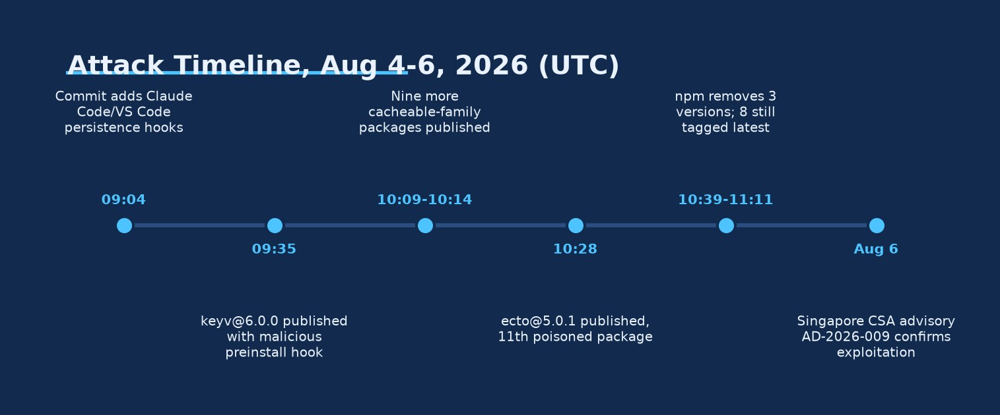 Attack Timeline, Aug 4-6, 2026 (UTC)
Commit adds Claude
Code/VS Code
persistence hooks
Nine more
cacheable-family
packages published
npm removes 3
versions; 8 still
tagged latest
09:04
10:09-10:14
10:39-11:11
09:35
10:28
Aug 6
keyv@6.0.0 published
with malicious
preinstall hook
ecto@5.0.1 published,
11th poisoned package
Singapore CSA advisory
AD-2026-009 confirms
exploitation